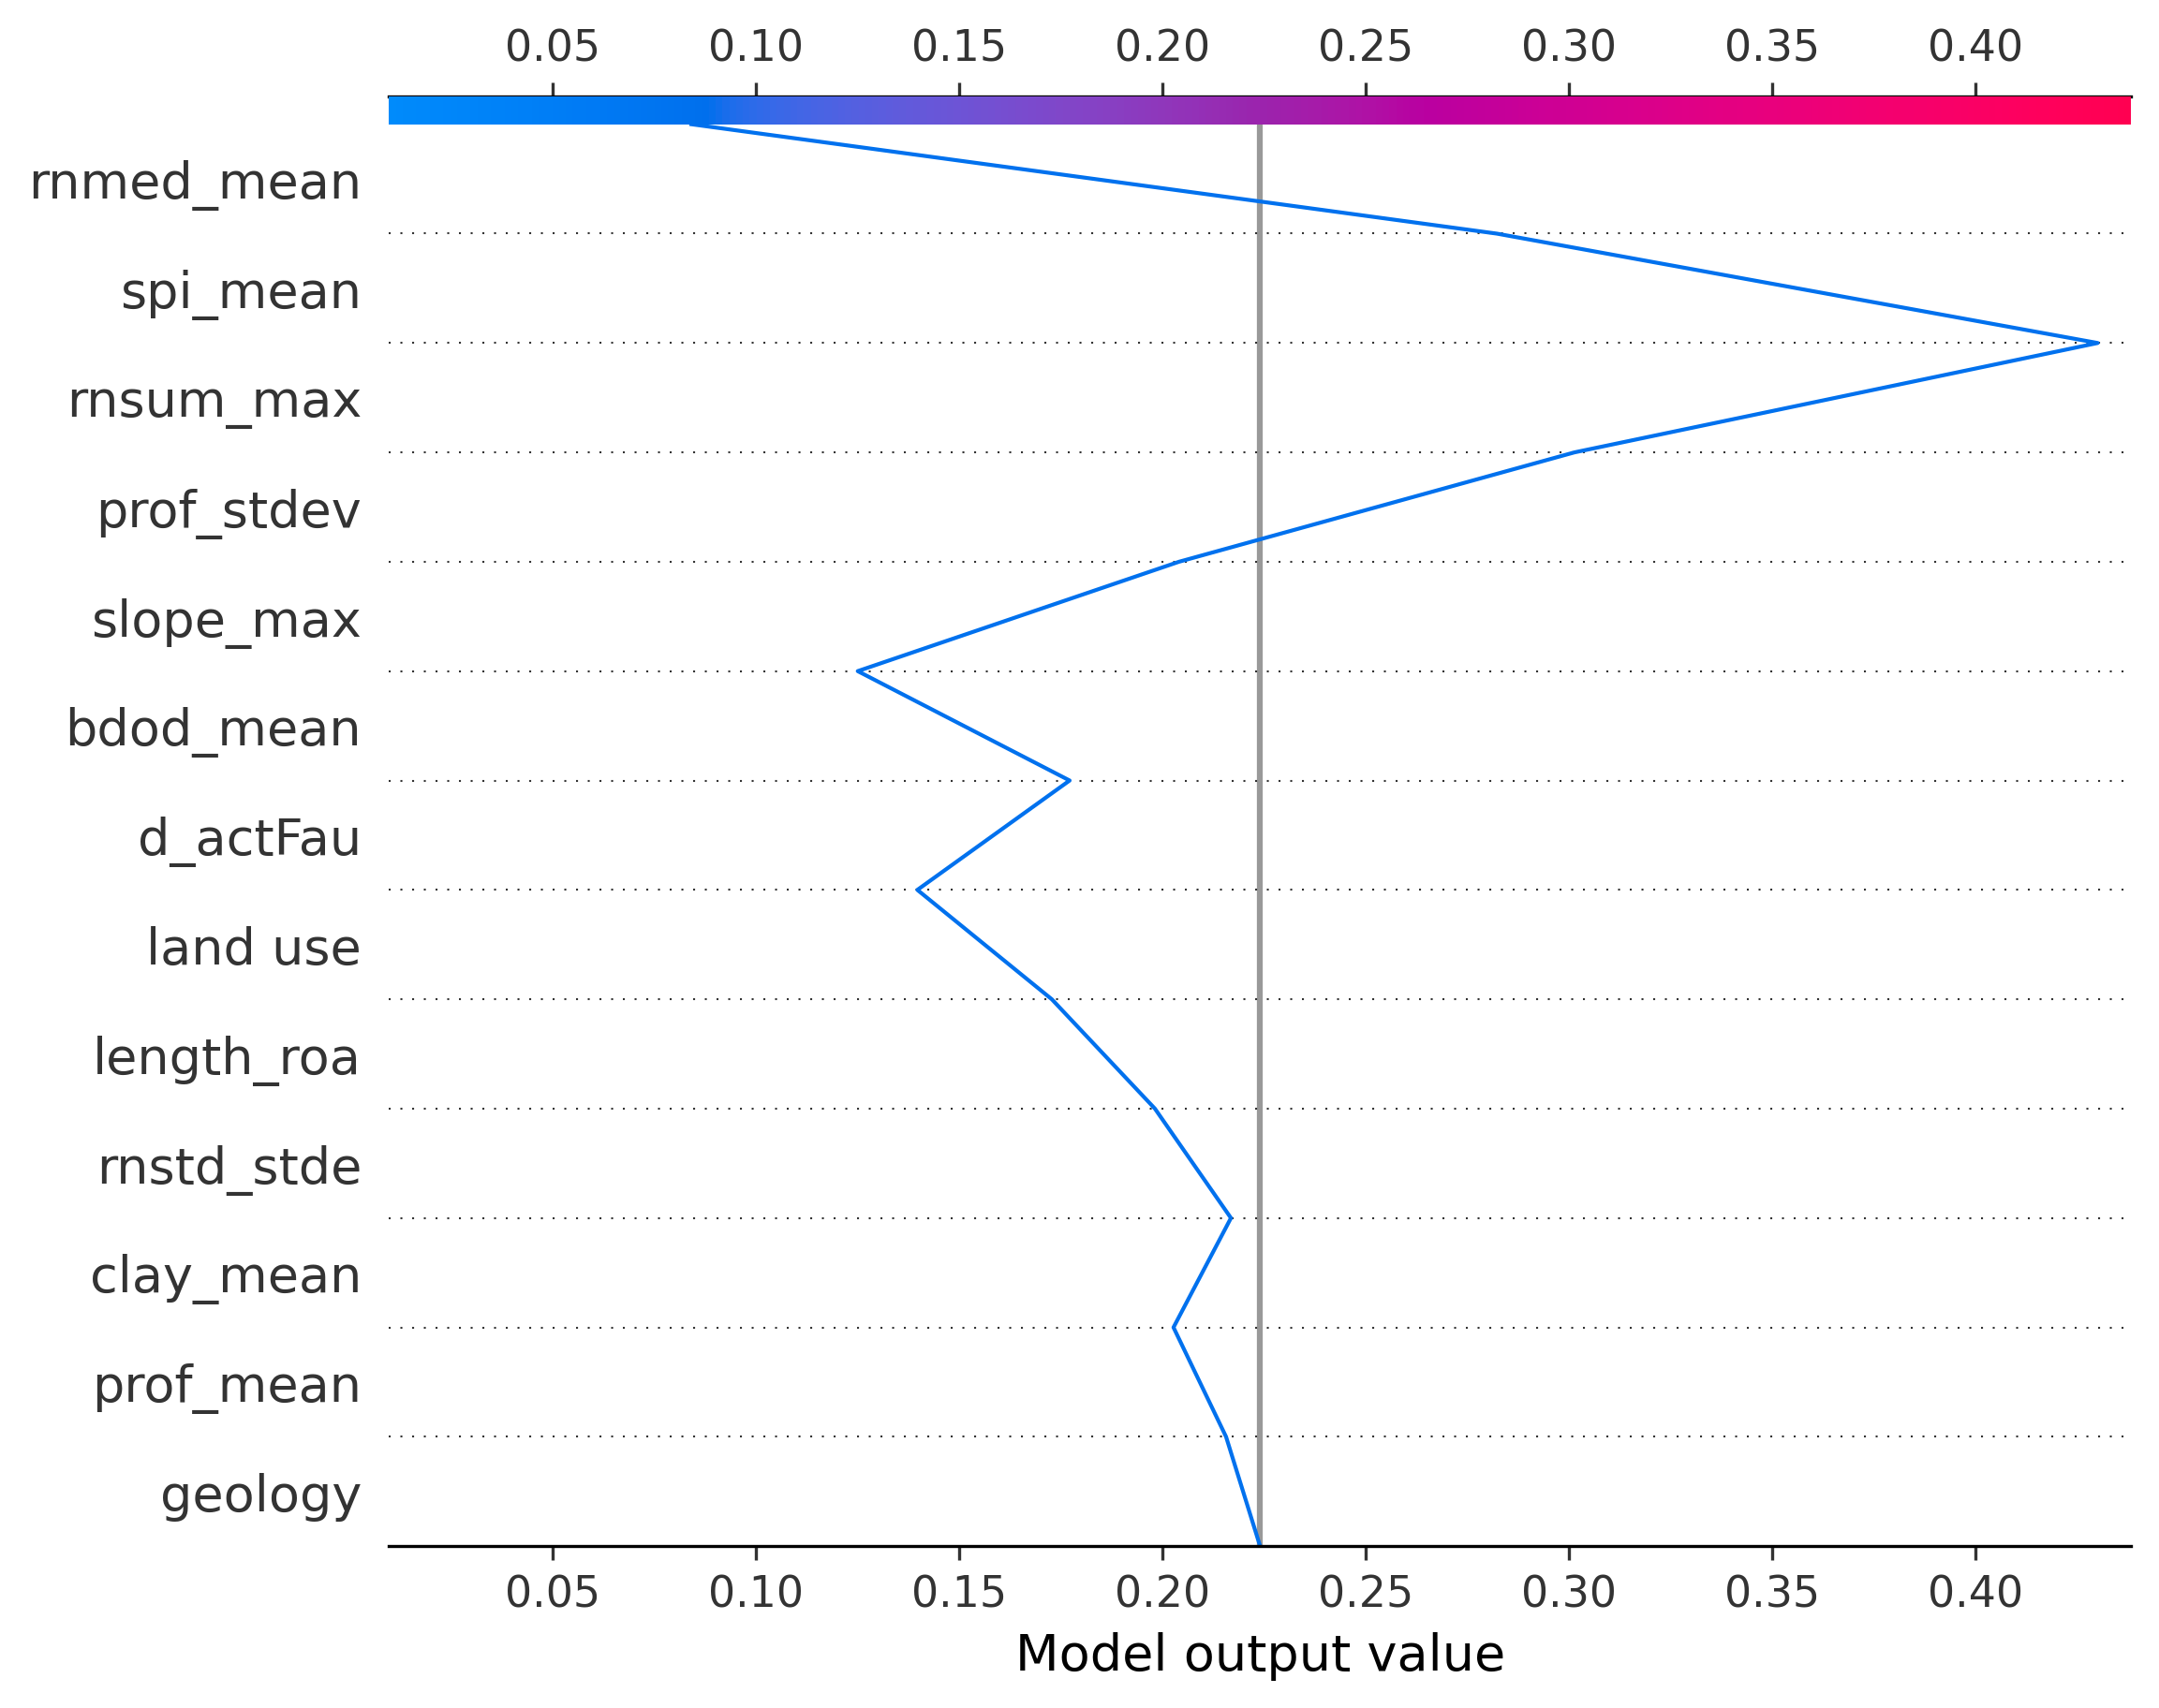 0.05 0.10 0.15 0.20 0.25 0.30 0.35 0.40
rnmed_mean
spi_mean
rnsum_max
prof_stdev
slope_max
bdod_mean
d_actFau
land use
length_roa
rnstd_stde
clay_mean
prof_mean
geology
0.05 0.10 0.15 0.20 0.25 0.30 0.35 0.40
Model output value